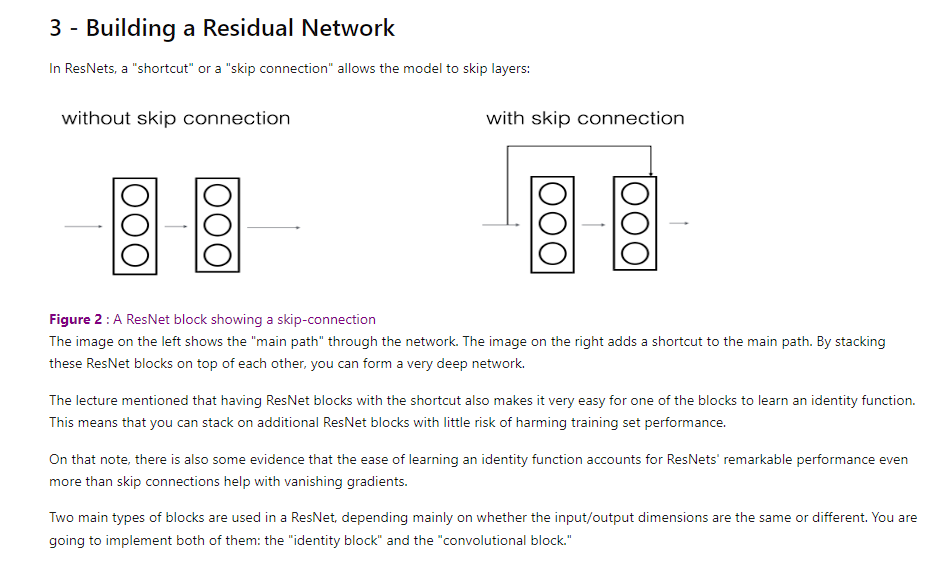 3 - Building a Residual Network
In ResNets, a "shortcut" or a "skip connection" allows the model to skip layers:
without skip connection
with skip connection
Figure 2 : A ResNet block showing a skip-connection
The image on the left shows the "main path" through the network. The image on the right adds a shortcut to the main path. By stacking
these ResNet blocks on top of each other, you can form a very deep network.
The lecture mentioned that having ResNet blocks with the shortcut also makes it very easy for one of the blocks to learn an identity function.
This means that you can stack on additional ResNet blocks with little risk of harming training set performance.
On that note, there is also some evidence that the ease of learning an identity function accounts for ResNets' remarkable performance even
more than skip connections help with vanishing gradients.
Two main types of blocks are used in a ResNet, depending mainly on whether the input/output dimensions are the same or different. You are
going to implement both of them: the "identity block" and the "convolutional block."